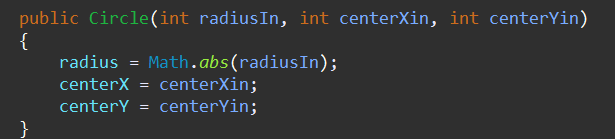 public Circle(int radiusIn, int centerXin, int centerYin)
{
    radius = Math.abs(radiusIn);
    centerX = centerXin;
    centerY = centerYin;
}